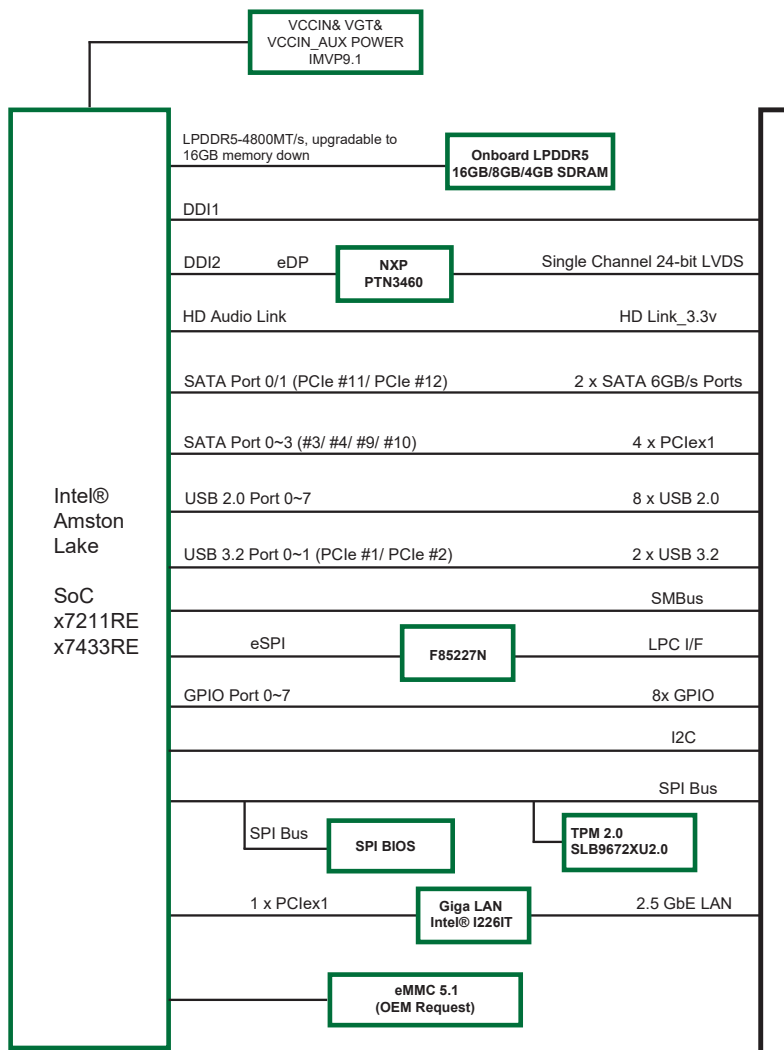 VCCIN& VGT&
VCCIN_AUX POWER
IMVP9.1
LPDDR5-4800MT/s, upgradable to
16GB memory down
Onboard LPDDR5
16GB/8GB/4GB SDRAM
DDI1
DDI2
eDP
NXP
PTN3460
Single Channel 24-bit LVDS
HD Audio Link
HD Link_3.3v
SATA Port 0/1 (PCIe #11/ PCIe #12)
2 x SATA 6GB/s Ports
SATA Port 0~3 (#3/ #4/ #9/ #10)
4 x PCIex1
Intel®
Amston
Lake
SoC
x7211RE
x7433RE
USB 2.0 Port 0~7
8 x USB 2.0
USB 3.2 Port 0~1 (PCIe #1/ PCIe #2)
2 x USB 3.2
SMBus
eSPI
F85227N
LPC I/F
GPIO Port 0~7
8x GPIO
I2C
SPI Bus
SPI Bus
SPI BIOS
TPM 2.0
SLB9672XU2.0
1 x PCIex1
Giga LAN
Intel® I226IT
2.5 GbE LAN
eMMC 5.1
(OEM Request)